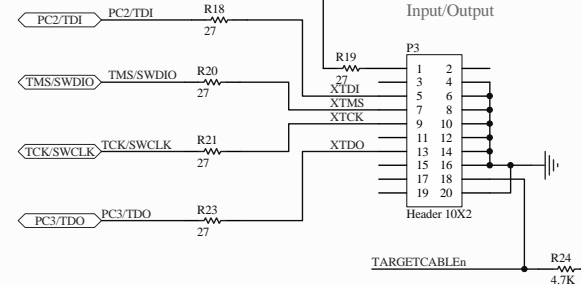 Input/Output
PC2/TDI PC2/TDI R18
27
R19
27
P3
TMS/SWDIO TMS/SWDIO R20
27
XTDI
XTMS
XTCK
XTDO
TCK/SWCLK TCK/SWCLK R21
27
PC3/TDO PC3/TDO R23
27
1 2
3 4
5 6
7 8
9 10
11 12
13 14
15 16
17 18
19 20
Header 10X2
TARGETCABLEn
R24
4.7K